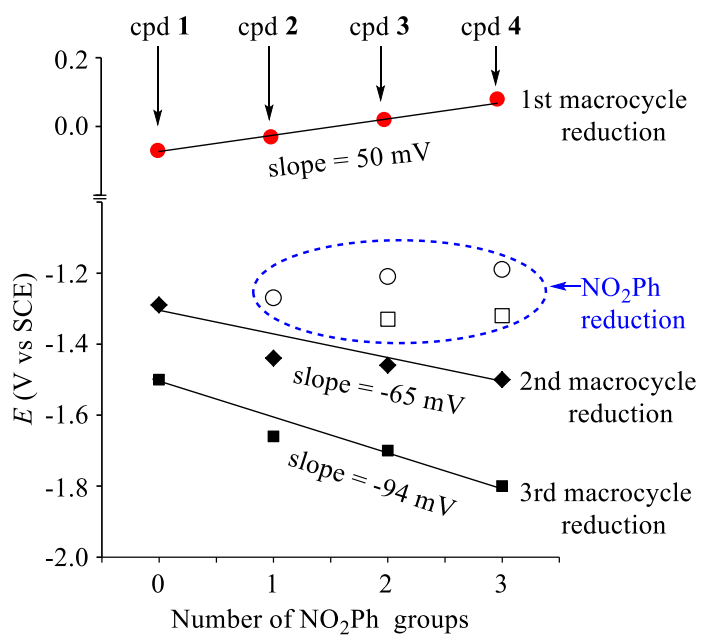 cpd 1 cpd 2 cpd 3 cpd 4
0.2
0.0
1st macrocycle
reduction
slope = 50 mV
E (V vs SCE)
-1.2
-1.4
-1.6
-1.8
-2.0
NO₂Ph
reduction
slope = -65 mV
2nd macrocycle
reduction
slope = -94 mV
3rd macrocycle
reduction
0 1 2 3
Number of NO₂Ph groups